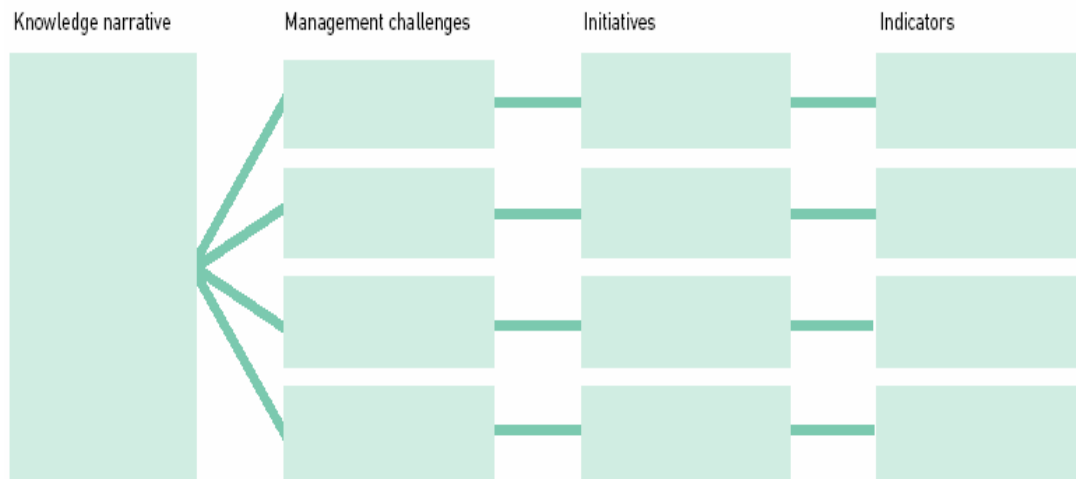 Knowledge narrative
Management challenges
Initiatives
Indicators